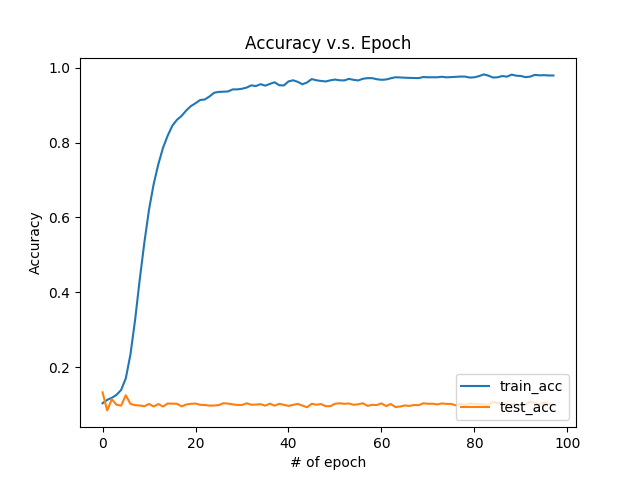 Accuracy v.s. Epoch
1.0
0.8
0.6
0.4
0.2
Accuracy
train_acc
test_acc
0 20 40 60 80 100
# of epoch